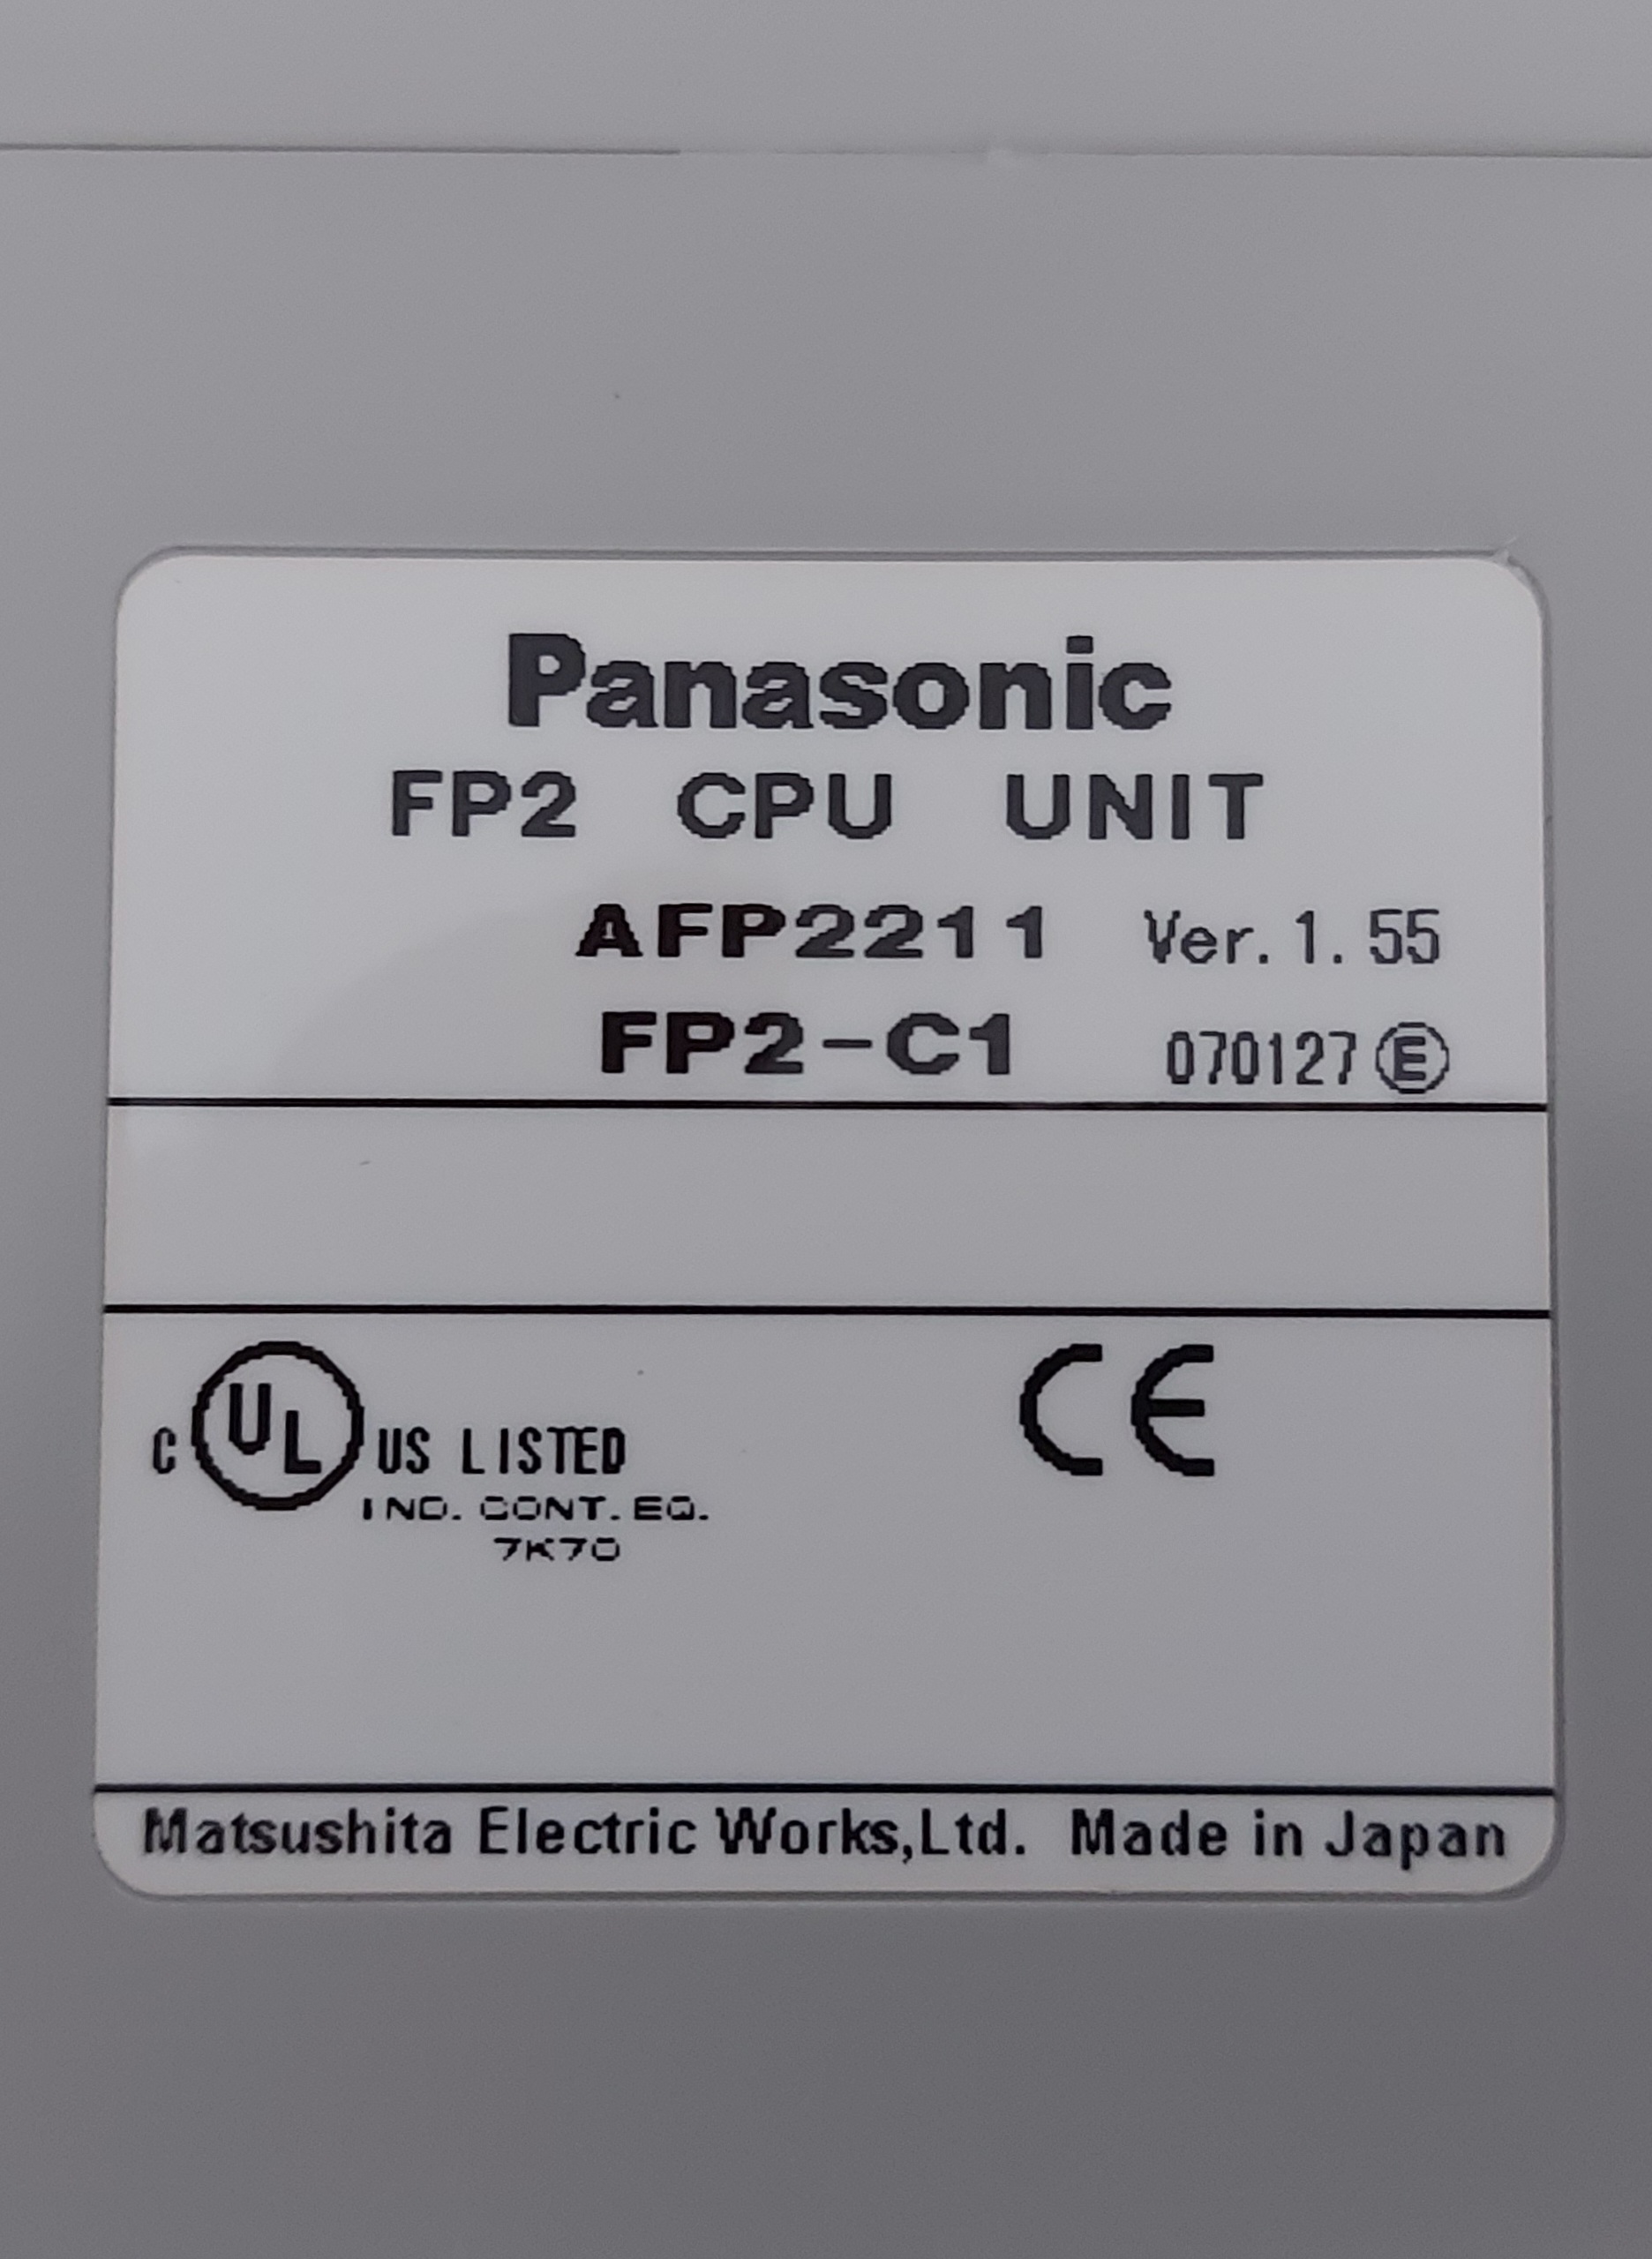 Panasonic
FP2 CPU UNIT
AFP2211 Ver.1.55
FP2-C1 070127Ⓔ
C UL US LISTED
IND. CONT. EQ.
7K70
CE
Matsushita Electric Works,Ltd. Made in Japan